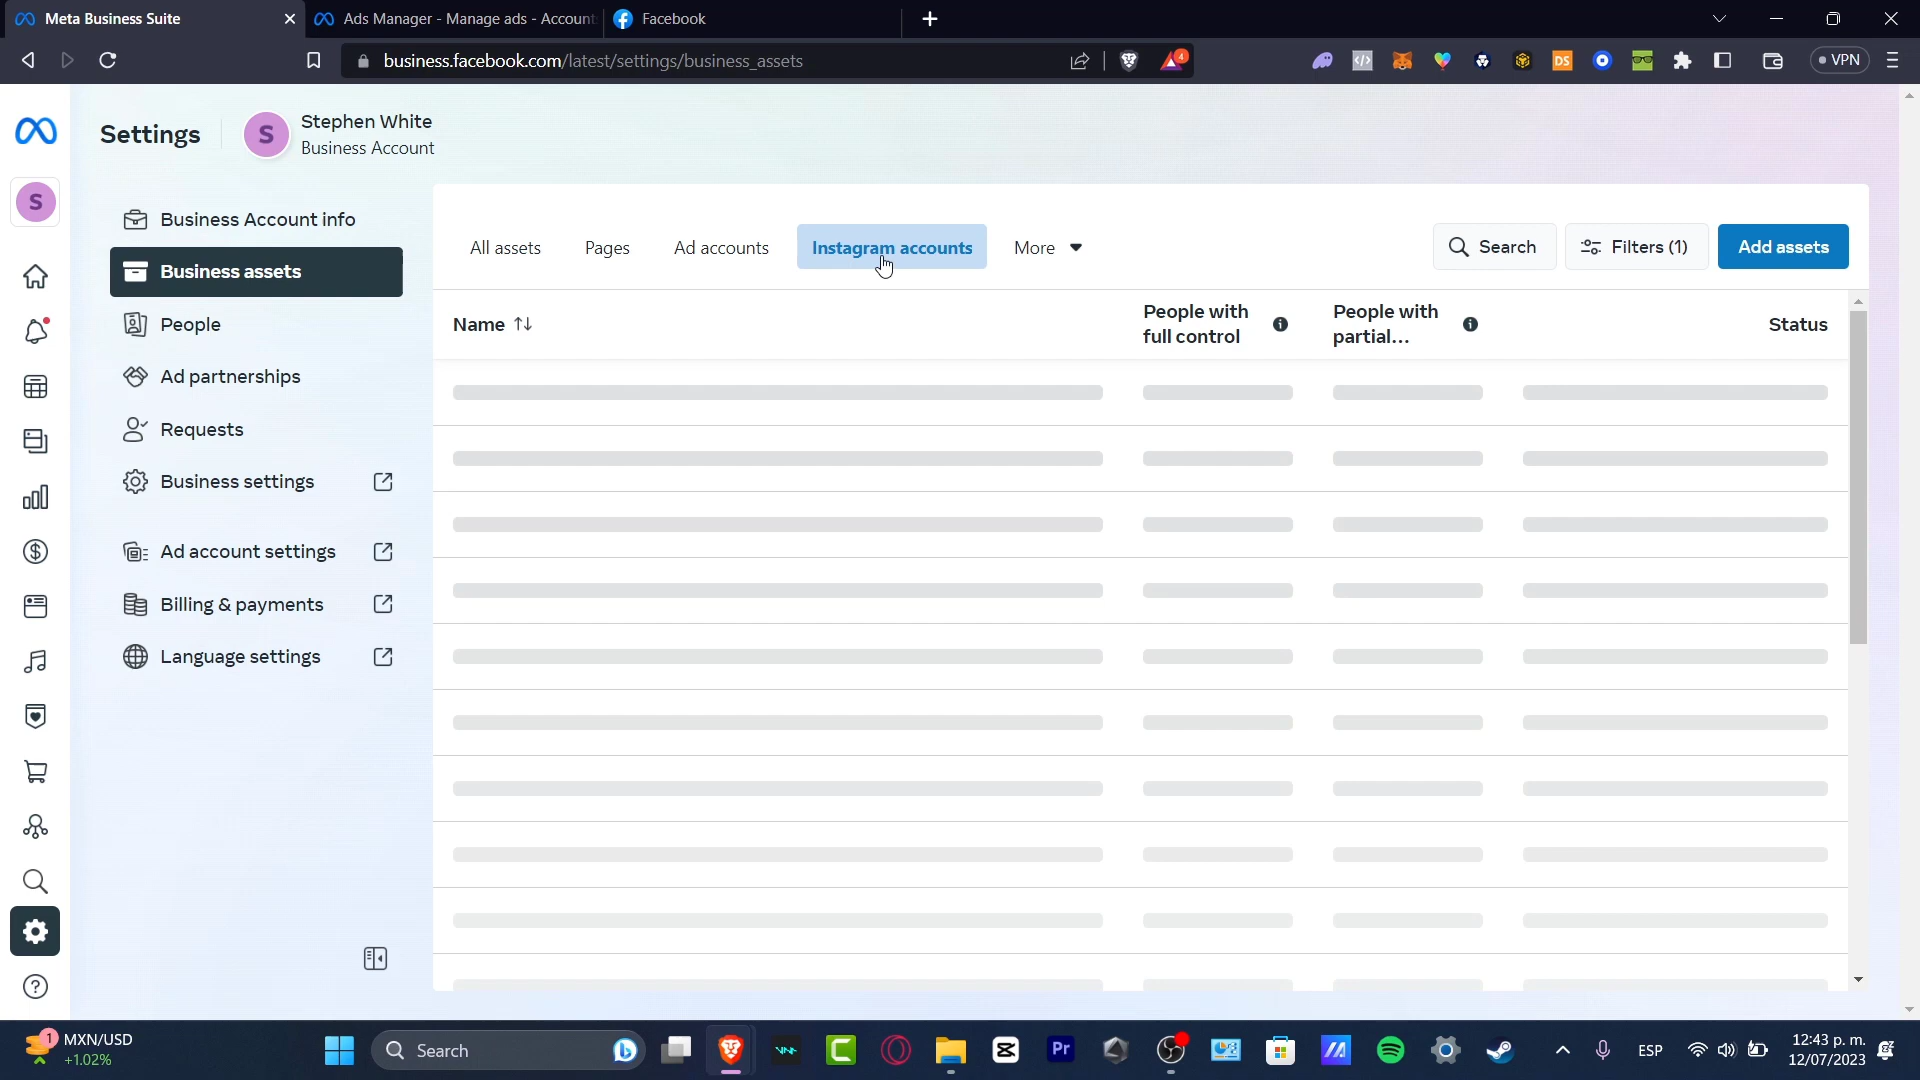 Meta Business Suite
Ads Manager - Manage ads - Account
Facebook
business.facebook.com/latest/settings/business_assets
4
DS
VPN
Settings
S
Stephen White
Business Account
S
Business Account info
Business assets
People
Ad partnerships
Requests
Business settings
Ad account settings
Billing & payments
Language settings
All assets
Pages
Ad accounts
Instagram accounts
More
Search
Filters (1)
Add assets
Name
People with
full control
People with
partial...
Status
1
MXN/USD
+1.02%
Search
Pr
ESP
12:43 p. m.
12/07/2023